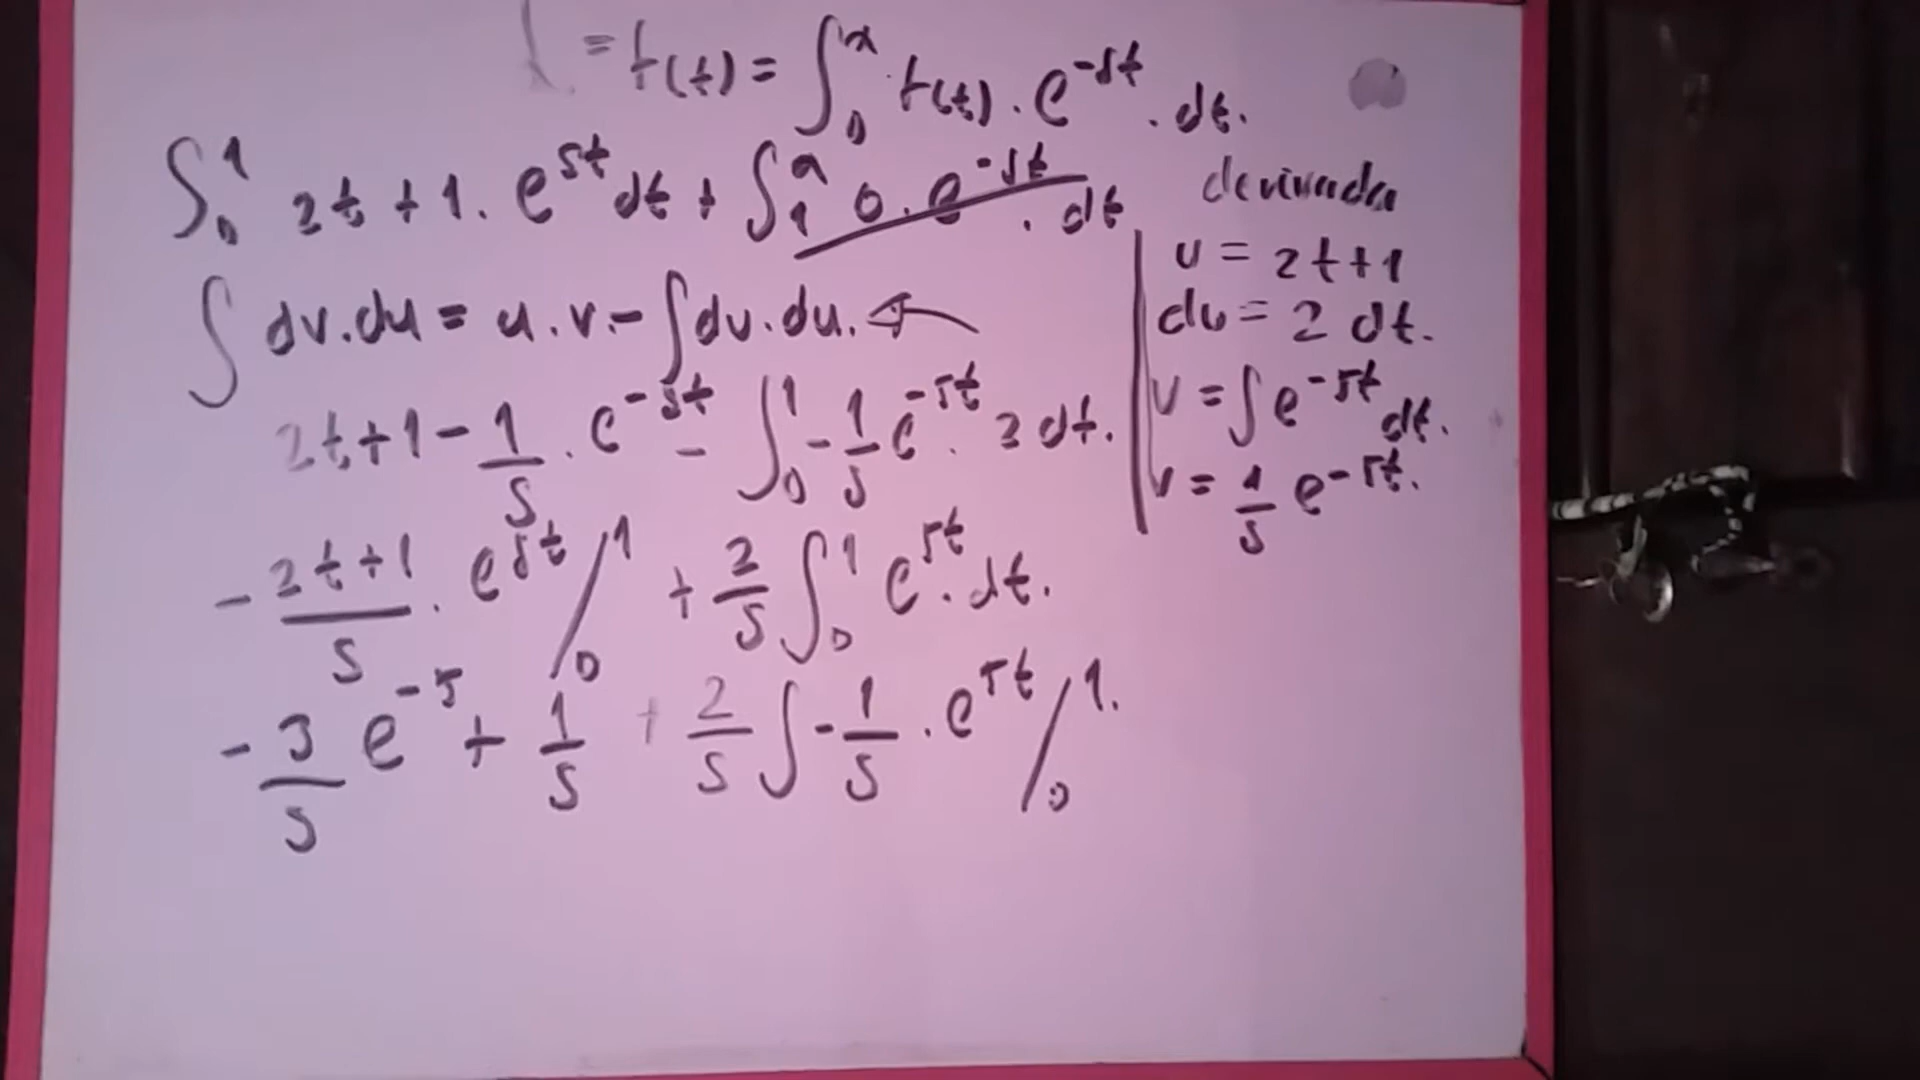 L = f(t) = ∫₀^∞ f(t) . e^-st . dt.
∫₀¹ 2t + 1. e^st dt + ∫₁^∞ 0 . e^-st . dt
derivada
u = 2t+1
du = 2 dt.
v = ∫e^-st dt.
v = 1/s e^-st.
∫ dv.du = u.v.- ∫dv.du.
2t+1 - 1/s . e^-st - ∫₀¹ - 1/s e^-st . 2 dt.
- 2t+1/s . e^st /₀¹ + 2/s ∫₀¹ e^st . dt.
- 3/s e^-s + 1/s + 2/s ∫ - 1/s . e^st /₀¹.